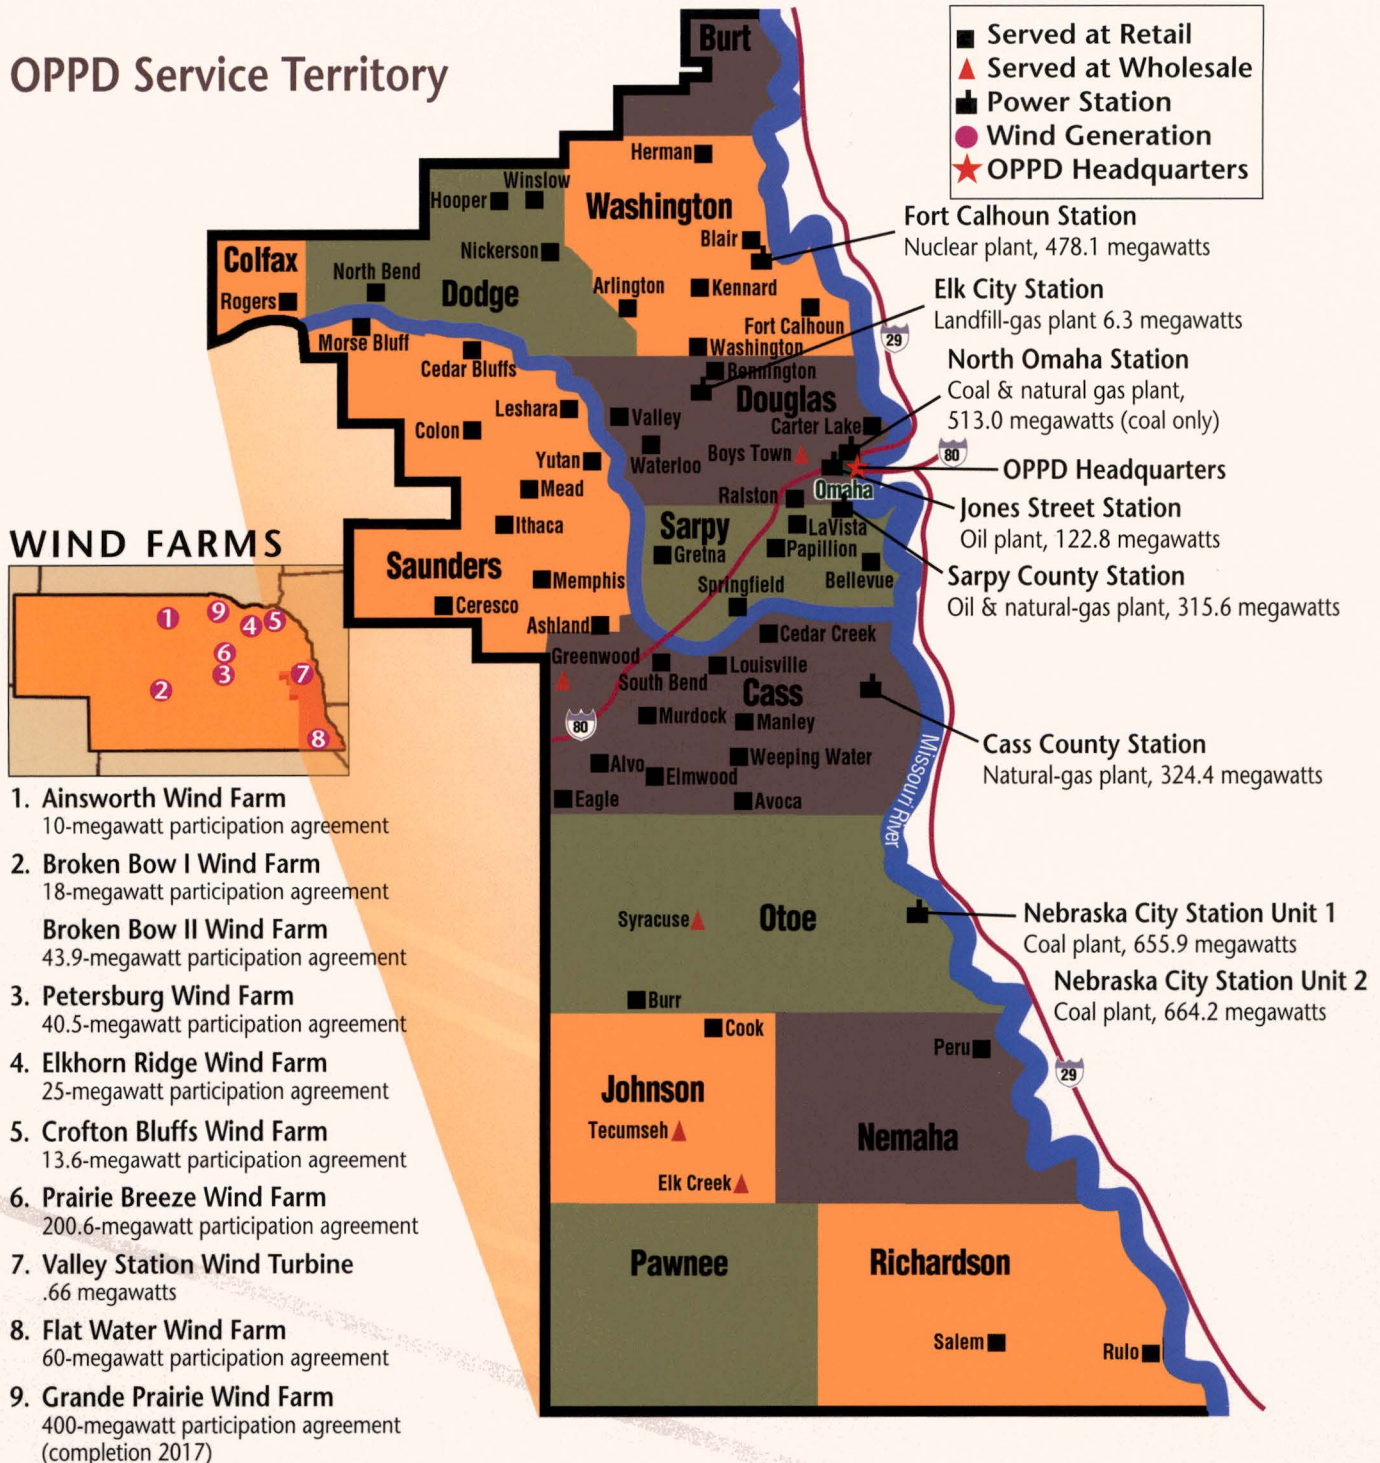 OPPD Service Territory
Served at Retail
Served at Wholesale
Power Station
Wind Generation
OPPD Headquarters
Burt
Herman
Washington
Blair
Kennard
Arlington
Fort Calhoun
Washington
Winslow
Hooper
Nickerson
North Bend
Dodge
Colfax
Rogers
Morse Bluff
Cedar Bluffs
Leshara
Colon
Yutan
Mead
Ithaca
Saunders
Memphis
Ceresco
Ashland
Bennington
Douglas
Valley
Carter Lake
Waterloo
Boys Town
Omaha
Ralston
Sarpy
LaVista
Gretna
Papillion
Springfield
Bellevue
Cedar Creek
Greenwood
Louisville
South Bend
Cass
Murdock
Manley
Weeping Water
Alvo
Elmwood
Eagle
Avoca
80
Missouri River
Syracuse
Otoe
Burr
Cook
Johnson
Tecumseh
Elk Creek
Peru
Nemaha
Pawnee
Richardson
Salem
Rulo
Fort Calhoun Station
Nuclear plant, 478.1 megawatts
Elk City Station
Landfill-gas plant 6.3 megawatts
29
North Omaha Station
Coal & natural gas plant,
513.0 megawatts (coal only)
80
OPPD Headquarters
Jones Street Station
Oil plant, 122.8 megawatts
Sarpy County Station
Oil & natural-gas plant, 315.6 megawatts
Cass County Station
Natural-gas plant, 324.4 megawatts
Nebraska City Station Unit 1
Coal plant, 655.9 megawatts
Nebraska City Station Unit 2
Coal plant, 664.2 megawatts
29
WIND FARMS
1
9
4
5
6
3
2
7
8
1. Ainsworth Wind Farm
10-megawatt participation agreement
2. Broken Bow I Wind Farm
18-megawatt participation agreement
Broken Bow II Wind Farm
43.9-megawatt participation agreement
3. Petersburg Wind Farm
40.5-megawatt participation agreement
4. Elkhorn Ridge Wind Farm
25-megawatt participation agreement
5. Crofton Bluffs Wind Farm
13.6-megawatt participation agreement
6. Prairie Breeze Wind Farm
200.6-megawatt participation agreement
7. Valley Station Wind Turbine
.66 megawatts
8. Flat Water Wind Farm
60-megawatt participation agreement
9. Grande Prairie Wind Farm
400-megawatt participation agreement
(completion 2017)